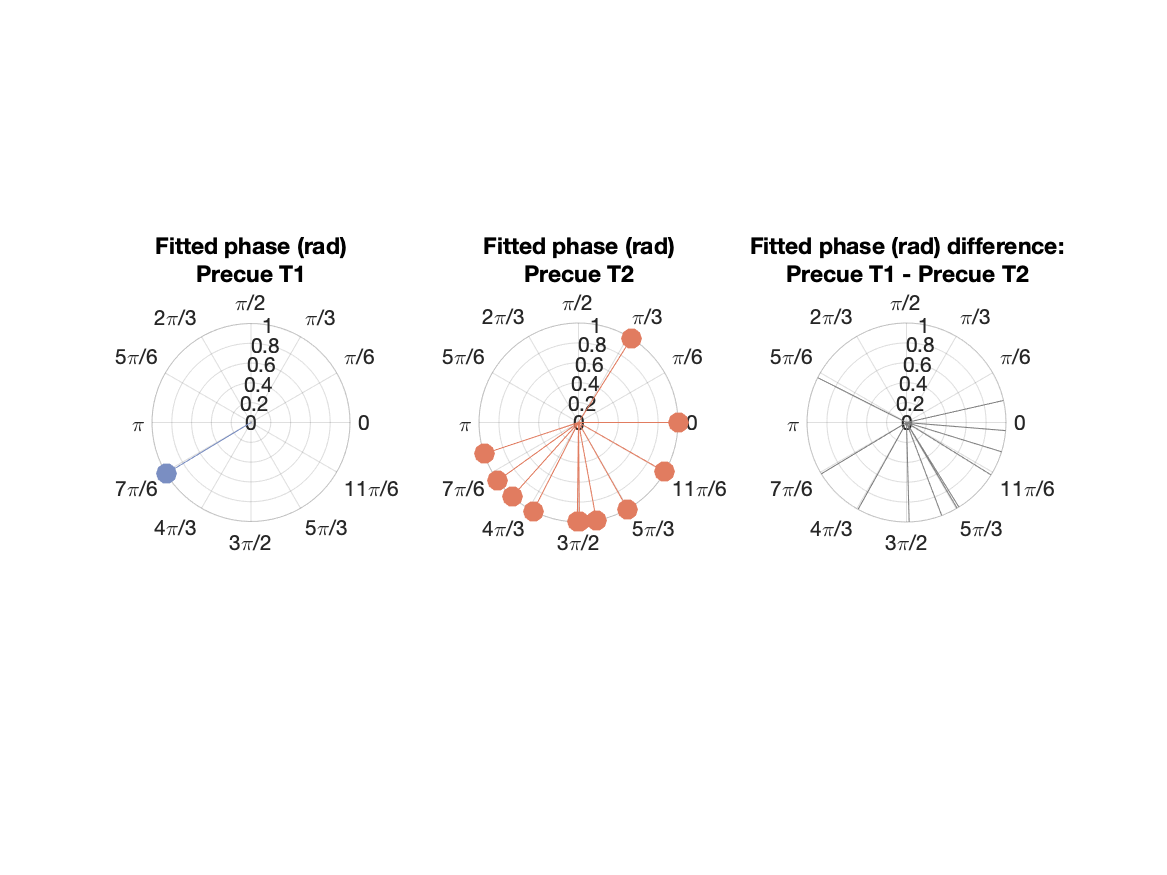 Fitted phase (rad)
Precue T1
π/2
2π/3
1
π/3
5π/6
0.8
π/6
0.6
0.4
0.2
π
0
0
7π/6
11π/6
4π/3
5π/3
3π/2
Fitted phase (rad)
Precue T2
π/2
2π/3
1
π/3
5π/6
0.8
π/6
0.6
0.4
0.2
π
0
0
7π/6
11π/6
4π/3
5π/3
3π/2
Fitted phase (rad) difference:
Precue T1 - Precue T2
π/2
2π/3
1
π/3
5π/6
0.8
π/6
0.6
0.4
0.2
π
0
0
7π/6
11π/6
4π/3
5π/3
3π/2